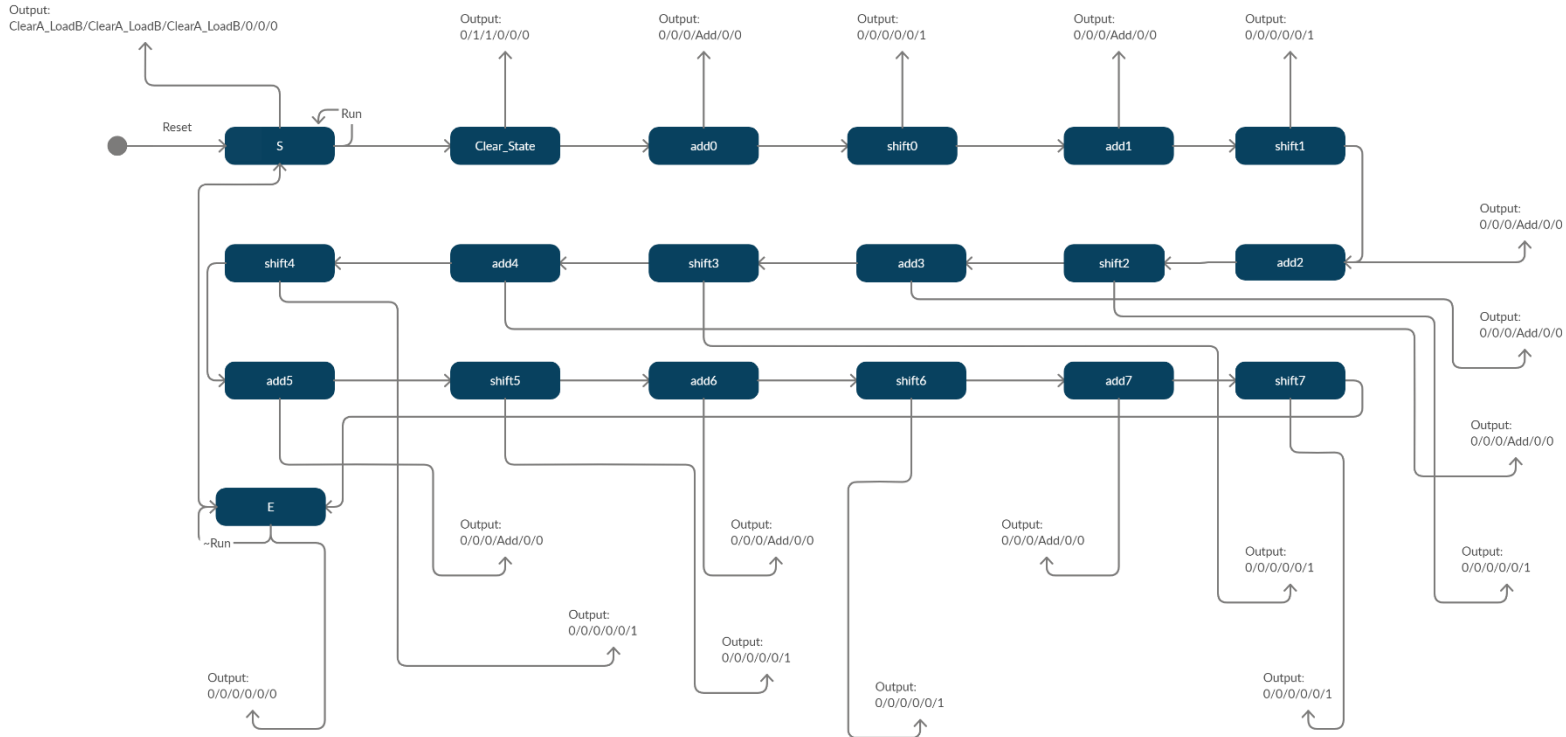 Output:
ClearA_LoadB/ClearA_LoadB/ClearA_LoadB/0/0/0
Output:
0/1/1/0/0/0
Output:
0/0/0/Add/0/0
Output:
0/0/0/0/0/1
Output:
0/0/0/Add/0/0
Output:
0/0/0/0/0/1
Reset
Run
S
Clear_State
add0
shift0
add1
shift1
Output:
0/0/0/Add/0/0
shift4
add4
shift3
add3
shift2
add2
Output:
0/0/0/Add/0/0
add5
shift5
add6
shift6
add7
shift7
Output:
0/0/0/Add/0/0
E
~Run
Output:
0/0/0/Add/0/0
Output:
0/0/0/Add/0/0
Output:
0/0/0/Add/0/0
Output:
0/0/0/0/0/1
Output:
0/0/0/0/0/1
Output:
0/0/0/0/0/1
Output:
0/0/0/0/0/1
Output:
0/0/0/0/0/0
Output:
0/0/0/0/0/1
Output:
0/0/0/0/0/1